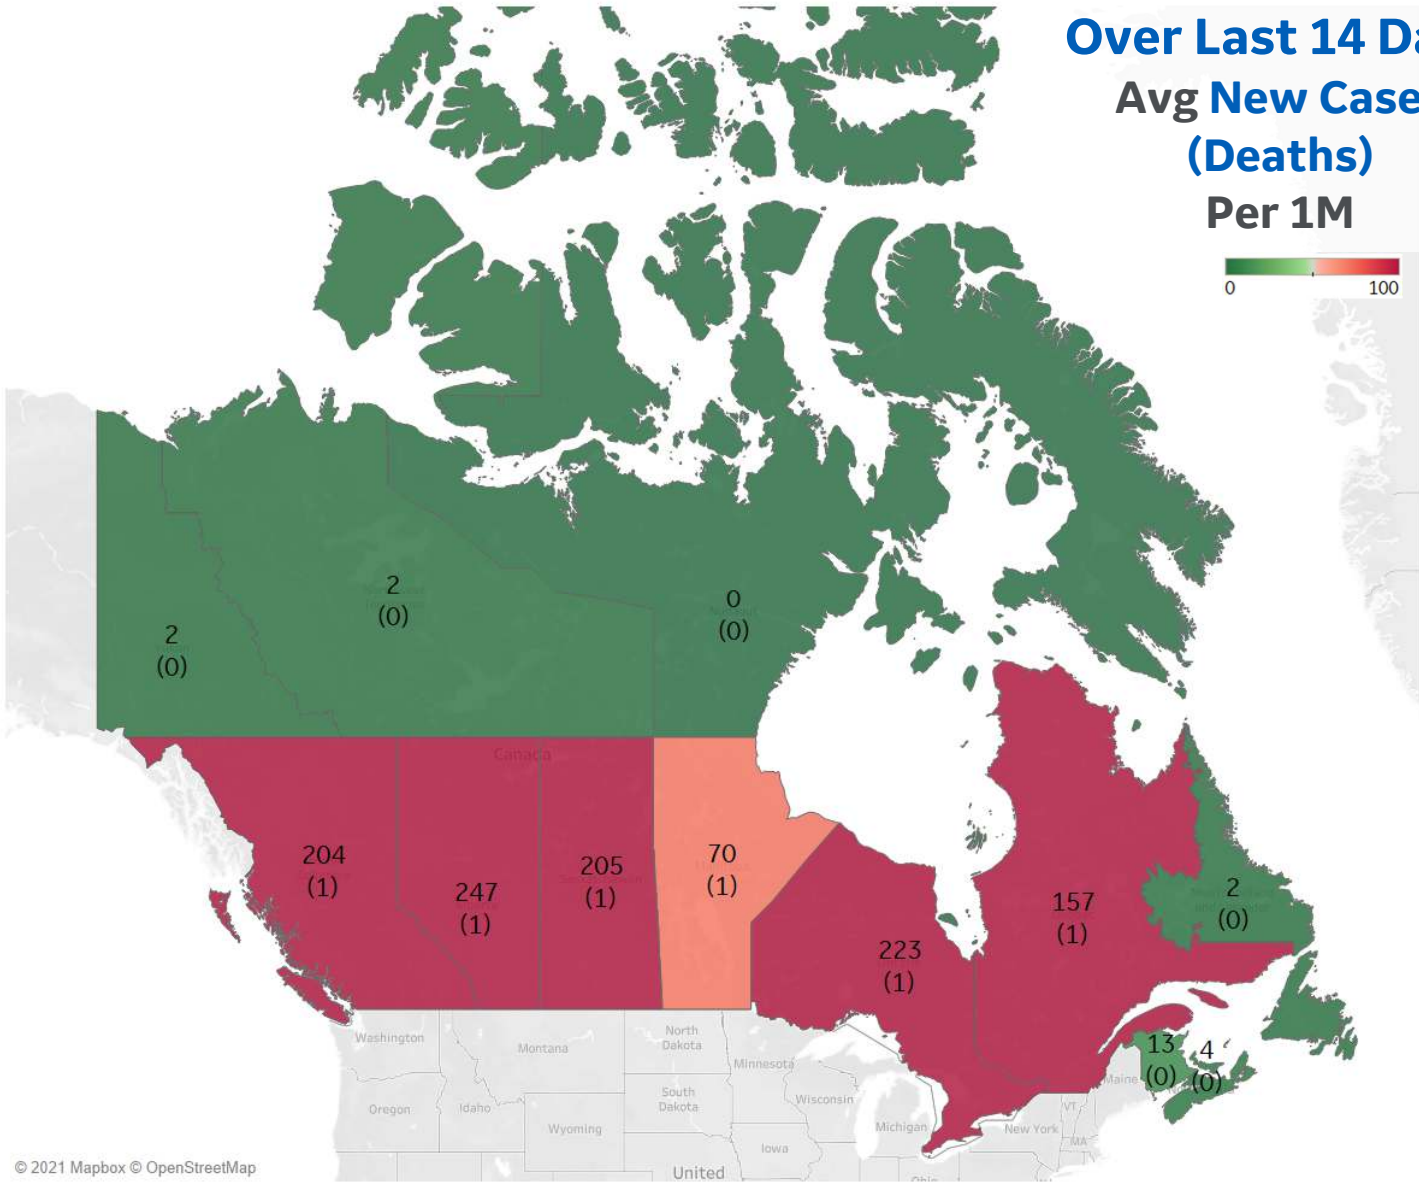 Over Last 14 Da
Avg New Case
(Deaths)
Per 1M
0 100
2
(0)
2
(0)
0
(0)
Canada
204
(1)
247
(1)
205
(1)
70
(1)
223
(1)
157
(1)
2
(0)
13
(0)
4
(0)
Washington
Montana
North
Dakota
Minnesota
Oregon
Idaho
Wyoming
South
Dakota
Wisconsin
Michigan
Iowa
New York
VT
MA
Maine
United
Ohio
© 2021 Mapbox © OpenStreetMap